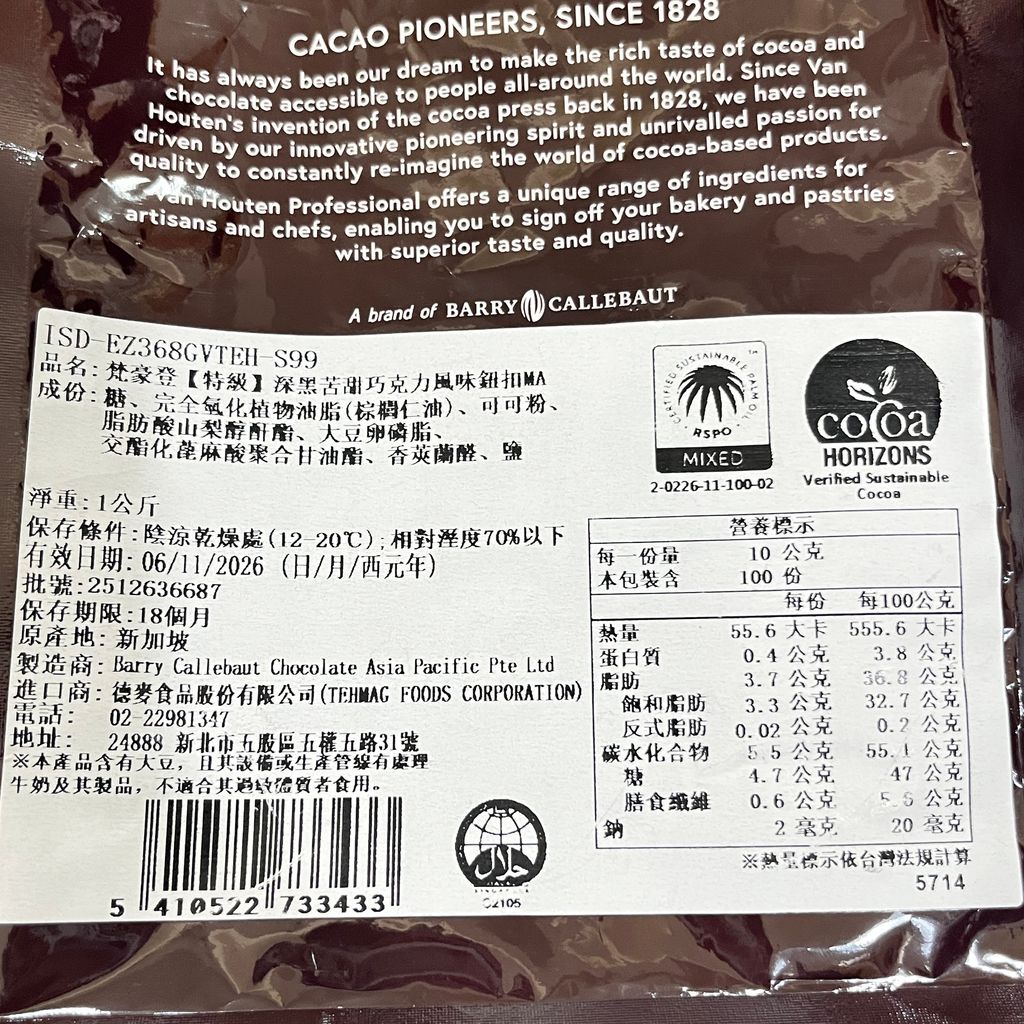 CACAO PIONEERS, SINCE 1828
It has always been our dream to make the rich taste of cocoa and
chocolate accessible to people all-around the world. Since Van
Houten's invention of the cocoa press back in 1828, we have been
driven by our innovative pioneering spirit and unrivalled passion for
quality to constantly re-imagine the world of cocoa-based products.
Van Houten Professional offers a unique range of ingredients for
artisans and chefs, enabling you to sign off your bakery and pastries
with superior taste and quality.
A brand of BARRY CALLEBAUT
ISD-EZ368GVTEH-S99
品名: 梵豪登【特級】深黑苦甜巧克力風味鈕扣MA
成份: 糖、完全氫化植物油脂(棕櫚仁油)、可可粉、
脂肪酸山梨醇酐酯、大豆卵磷脂、
交酯化蓖麻酸聚合甘油酯、香莢蘭醛、鹽
淨重: 1公斤
保存條件: 陰涼乾燥處(12-20℃);相對溼度70%以下
有效日期: 06/11/2026 (日/月/西元年)
批號:2512636687
保存期限:18個月
原產地: 新加坡
製造商: Barry Callebaut Chocolate Asia Pacific Pte Ltd
進口商: 德麥食品股份有限公司(TEHMAG FOODS CORPORATION)
電話: 02-22981347
地址: 24888 新北市五股區五權五路31號
※本產品含有大豆, 且其設備或生產管線有處理
牛奶及其製品, 不適合其過敏體質者食用。
5 410522 733433
CERTIFIED SUSTAINABLE PALM OIL TM
RSPO
MIXED
2-0226-11-100-02
cocoa
HORIZONS
Verified Sustainable
Cocoa
營養標示
每一份量 10 公克
本包裝含 100 份
每份 每100公克
熱量 55.6 大卡 555.6 大卡
蛋白質 0.4 公克 3.8 公克
脂肪 3.7 公克 36.8 公克
飽和脂肪 3.3 公克 32.7 公克
反式脂肪 0.02 公克 0.2 公克
碳水化合物 5.5 公克 55.1 公克
糖 4.7 公克 47 公克
膳食纖維 0.6 公克 公克
鈉 2 毫克 20 毫克
※熱量標示依台灣法規計算
5714
حلال
SINGAPORE
C2105